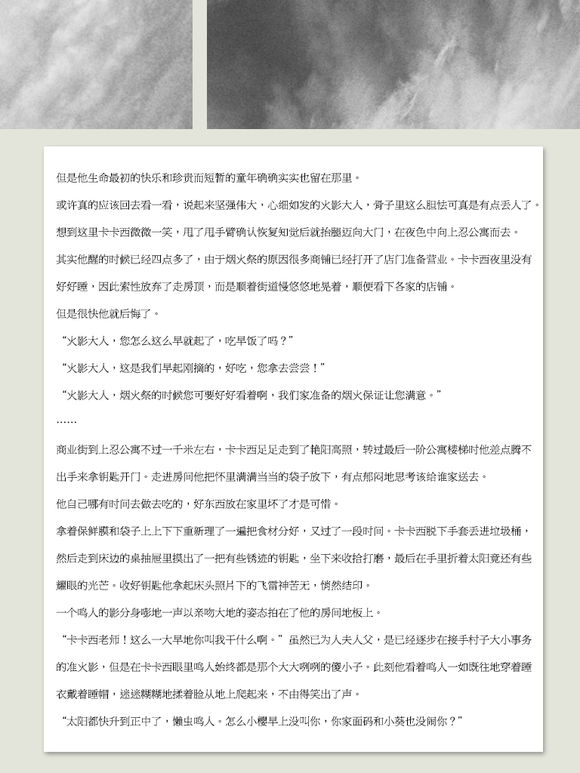 但是他生命最初的快乐和珍贵而短暂的童年确确实实也留在那里。
或许真的应该回去看一看，说起来坚强伟大，心细如发的火影大人，骨子里这么胆怯可真是有点丢人了。
想到这里卡卡西微微一笑，甩了甩手臂确认恢复知觉后就抬腿迈向大门，在夜色中向上忍公寓而去。
其实他醒的时候已经四点多了，由于烟火祭的原因很多商铺已经打开了店门准备营业。卡卡西夜里没有
好好睡，因此索性放弃了走房顶，而是顺着街道慢悠悠地晃着，顺便看下各家的店铺。
但是很快他就后悔了。
“火影大人，您怎么这么早就起了，吃早饭了吗？”
“火影大人，这是我们早起刚摘的，好吃，您拿去尝尝！”
“火影大人，烟火祭的时候您可要好好看着啊，我们家准备的烟火保证让您满意。”
……
商业街到上忍公寓不过一千米左右，卡卡西足足走到了艳阳高照，转过最后一阶公寓楼梯时他差点腾不
出手来拿钥匙开门。走进房间他把怀里满满当当的袋子放下，有点郁闷地思考该给谁家送去。
他自己哪有时间去做去吃的，好东西放在家里坏了才是可惜。
拿着保鲜膜和袋子上上下下重新理了一遍把食材分好，又过了一段时间。卡卡西脱下手套丢进垃圾桶，
然后走到床边的桌抽屉里摸出了一把有些锈迹的钥匙，坐下来收拾打磨，最后在手里折着太阳竟还有些
耀眼的光芒。收好钥匙他拿起床头照片下的飞雷神苦无，悄然结印。
一个鸣人的影分身嘭地一声以亲吻大地的姿态拍在了他的房间地板上。
“卡卡西老师！这么一大早地你叫我干什么啊。”虽然已为人夫人父，是已经逐步在接手村子大小事务
的准火影，但是在卡卡西眼里鸣人始终都是那个大大咧咧的傻小子。此刻他看着鸣人一如既往地穿着睡
衣戴着睡帽，迷迷糊糊地揉着脸从地上爬起来，不由得笑出了声。
“太阳都快升到正中了，懒虫鸣人。怎么小樱早上没叫你，你家面码和小葵也没闹你？”